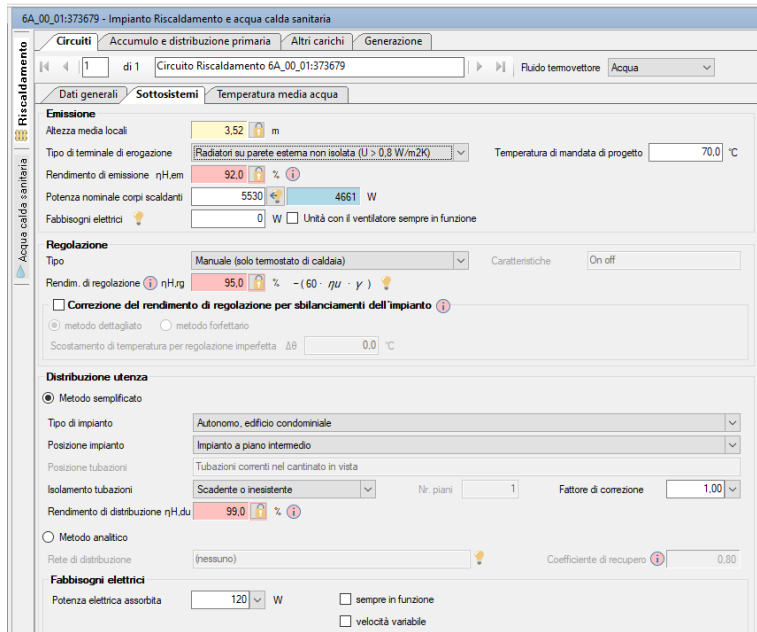 6A_00_01:373679 - Impianto Riscaldamento e acqua calda sanitaria
Riscaldamento
Acqua calda sanitaria
Circuiti Accumulo e distribuzione primaria Altri carichi Generazione
1 di 1 Circuito Riscaldamento 6A_00_01:373679 Fluido termovettore Acqua
Dati generali Sottosistemi Temperatura media acqua
Emissione
Altezza media locali 3,52 m
Tipo di terminale di erogazione Radiatori su parete esterna non isolata (U > 0,8 W/m2K) Temperatura di mandata di progetto 70,0 °C
Rendimento di emissione ηH,em 92,0 % i
Potenza nominale corpi scaldanti 5530 4661 W
Fabbisogni elettrici 0 W Unità con il ventilatore sempre in funzione
Regolazione
Tipo Manuale (solo termostato di caldaia) Caratteristiche On off
Rendim. di regolazione i ηH,rg 95,0 % −(60 · ηu · γ )
Correzione del rendimento di regolazione per sbilanciamenti dell'impianto i
metodo dettagliato metodo forfettario
Scostamento di temperatura per regolazione imperfetta Δθ 0,0 °C
Distribuzione utenza
Metodo semplificato
Tipo di impianto Autonomo, edificio condominiale
Posizione impianto Impianto a piano intermedio
Posizione tubazioni Tubazioni correnti nel cantinato in vista
Isolamento tubazioni Scadente o inesistente Nr. piani 1 Fattore di correzione 1,00
Rendimento di distribuzione ηH,du 99,0 % i
Metodo analitico
Rete di distribuzione (nessuno) Coefficiente di recupero i 0,80
Fabbisogni elettrici
Potenza elettrica assorbita 120 W sempre in funzione
velocità variabile